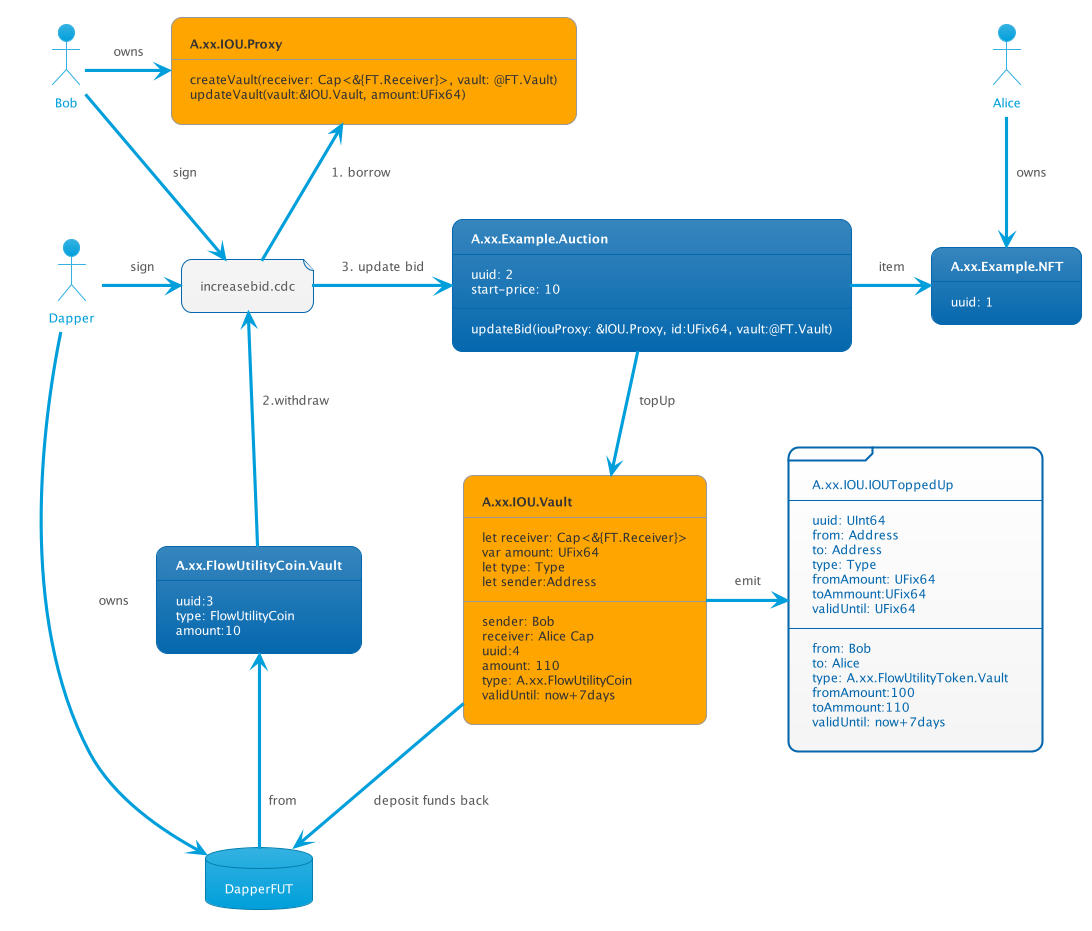 owns
Bob
A.xx.IOU.Proxy
createVault(receiver: Cap<&{FT.Receiver}>, vault: @FT.Vault)
updateVault(vault:&IOU.Vault, amount:UFix64)
Alice
sign
1. borrow
owns
Dapper
sign
increasebid.cdc
3. update bid
A.xx.Example.Auction
uuid: 2
start-price: 10
updateBid(iouProxy: &IOU.Proxy, id:UFix64, vault:@FT.Vault)
item
A.xx.Example.NFT
uuid: 1
2.withdraw
topUp
A.xx.FlowUtilityCoin.Vault
uuid:3
type: FlowUtilityCoin
amount:10
owns
A.xx.IOU.Vault
let receiver: Cap<&{FT.Receiver}>
var amount: UFix64
let type: Type
let sender:Address
sender: Bob
receiver: Alice Cap
uuid:4
amount: 110
type: A.xx.FlowUtilityCoin
validUntil: now+7days
emit
A.xx.IOU.IOUToppedUp
uuid: UInt64
from: Address
to: Address
type: Type
fromAmount: UFix64
toAmmount:UFix64
validUntil: UFix64
from: Bob
to: Alice
type: A.xx.FlowUtilityToken.Vault
fromAmount:100
toAmmount:110
validUntil: now+7days
from
deposit funds back
DapperFUT